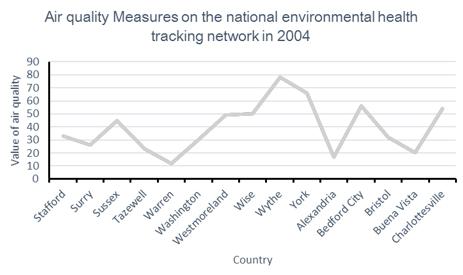 Air quality Measures on the national environmental health
tracking network in 2004
Value of air quality
90
80
70
60
50
40
30
20
10
0
Stafford
Surry
Sussex
Tazewell
Warren
Washington
Westmoreland
Wise
Wythe
York
Alexandria
Bedford City
Bristol
Buena Vista
Charlottesville
Country